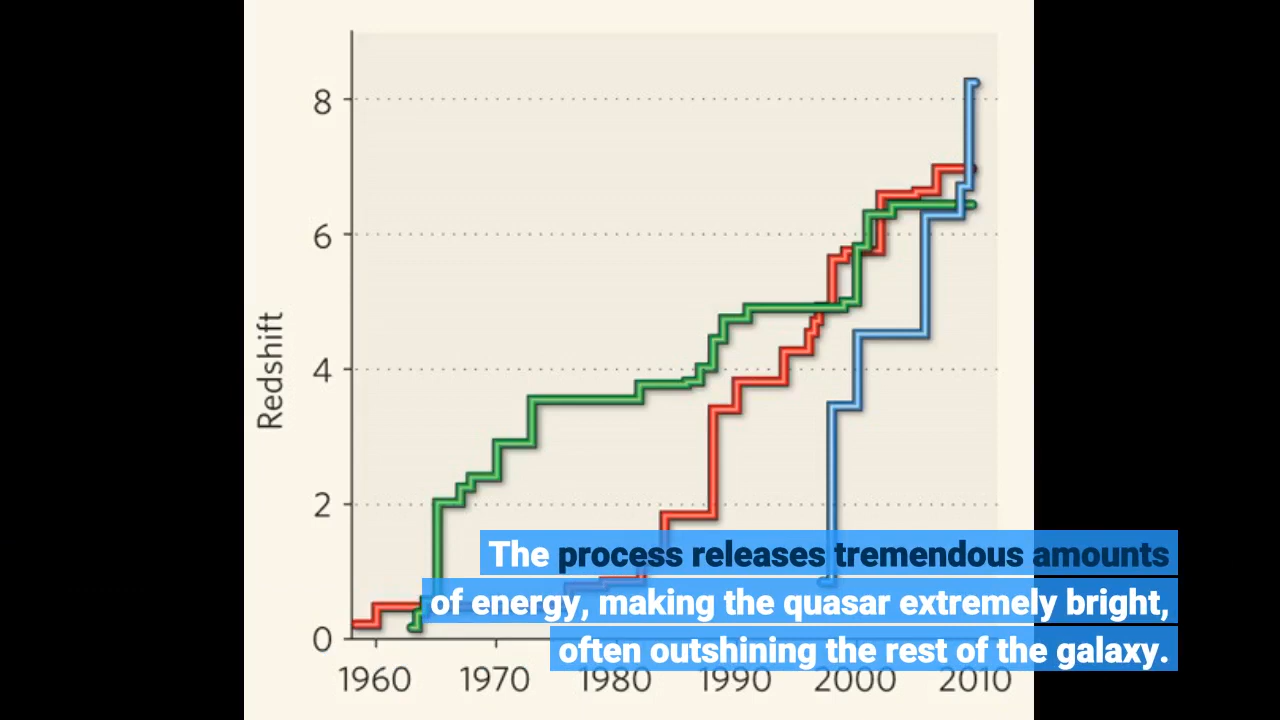 8
6
4
2
0
Redshift
1960 1970 1980 1990 2000 2010
The process releases tremendous amounts
of energy, making the quasar extremely bright,
often outshining the rest of the galaxy.